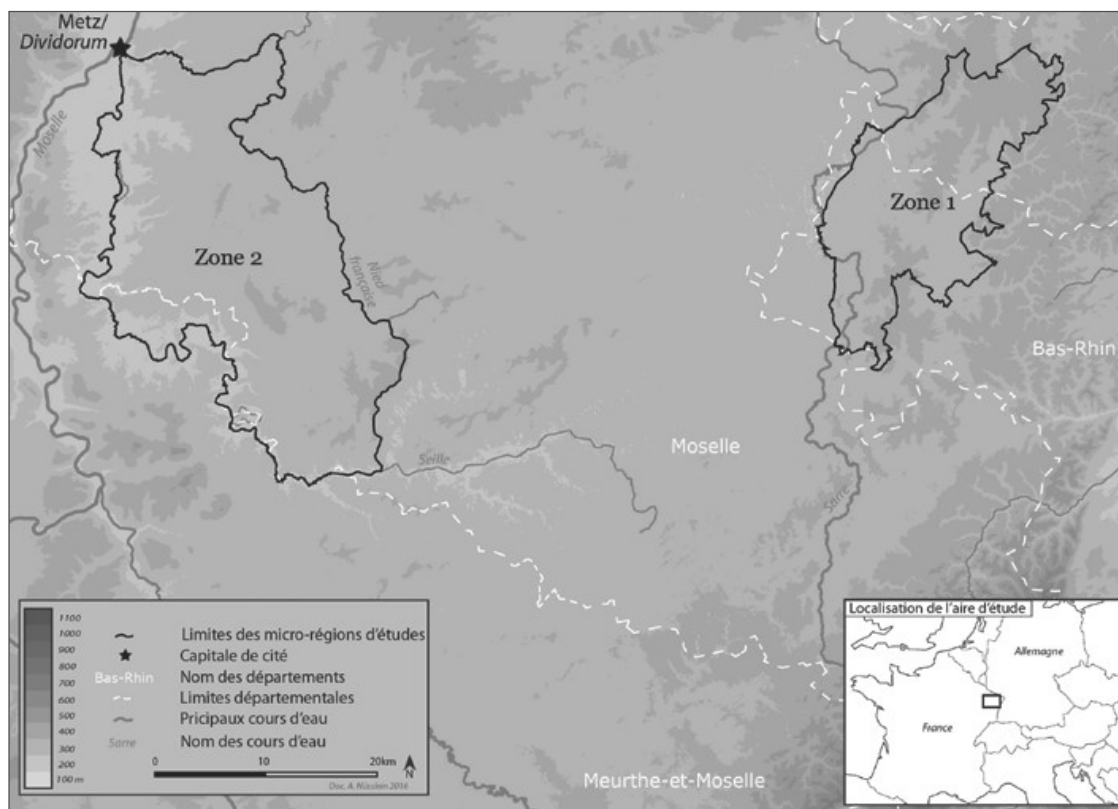 Metz/
Dividorum
Moselle
Zone 1
Zone 2
Nied
française
Bas-Rhin
Moselle
Seille
Sarre
1100
1000
900
800
700
600
500
400
300
200
100 m
Limites des micro-régions d'études
Capitale de cité
Bas-Rhin
Nom des départements
Limites départementales
Pricipaux cours d'eau
Sarre
Nom des cours d'eau
0
10
20km
N
Doc. A. Nüsslein 2016
Meurthe-et-Moselle
Localisation de l'aire d'étude
Allemagne
France